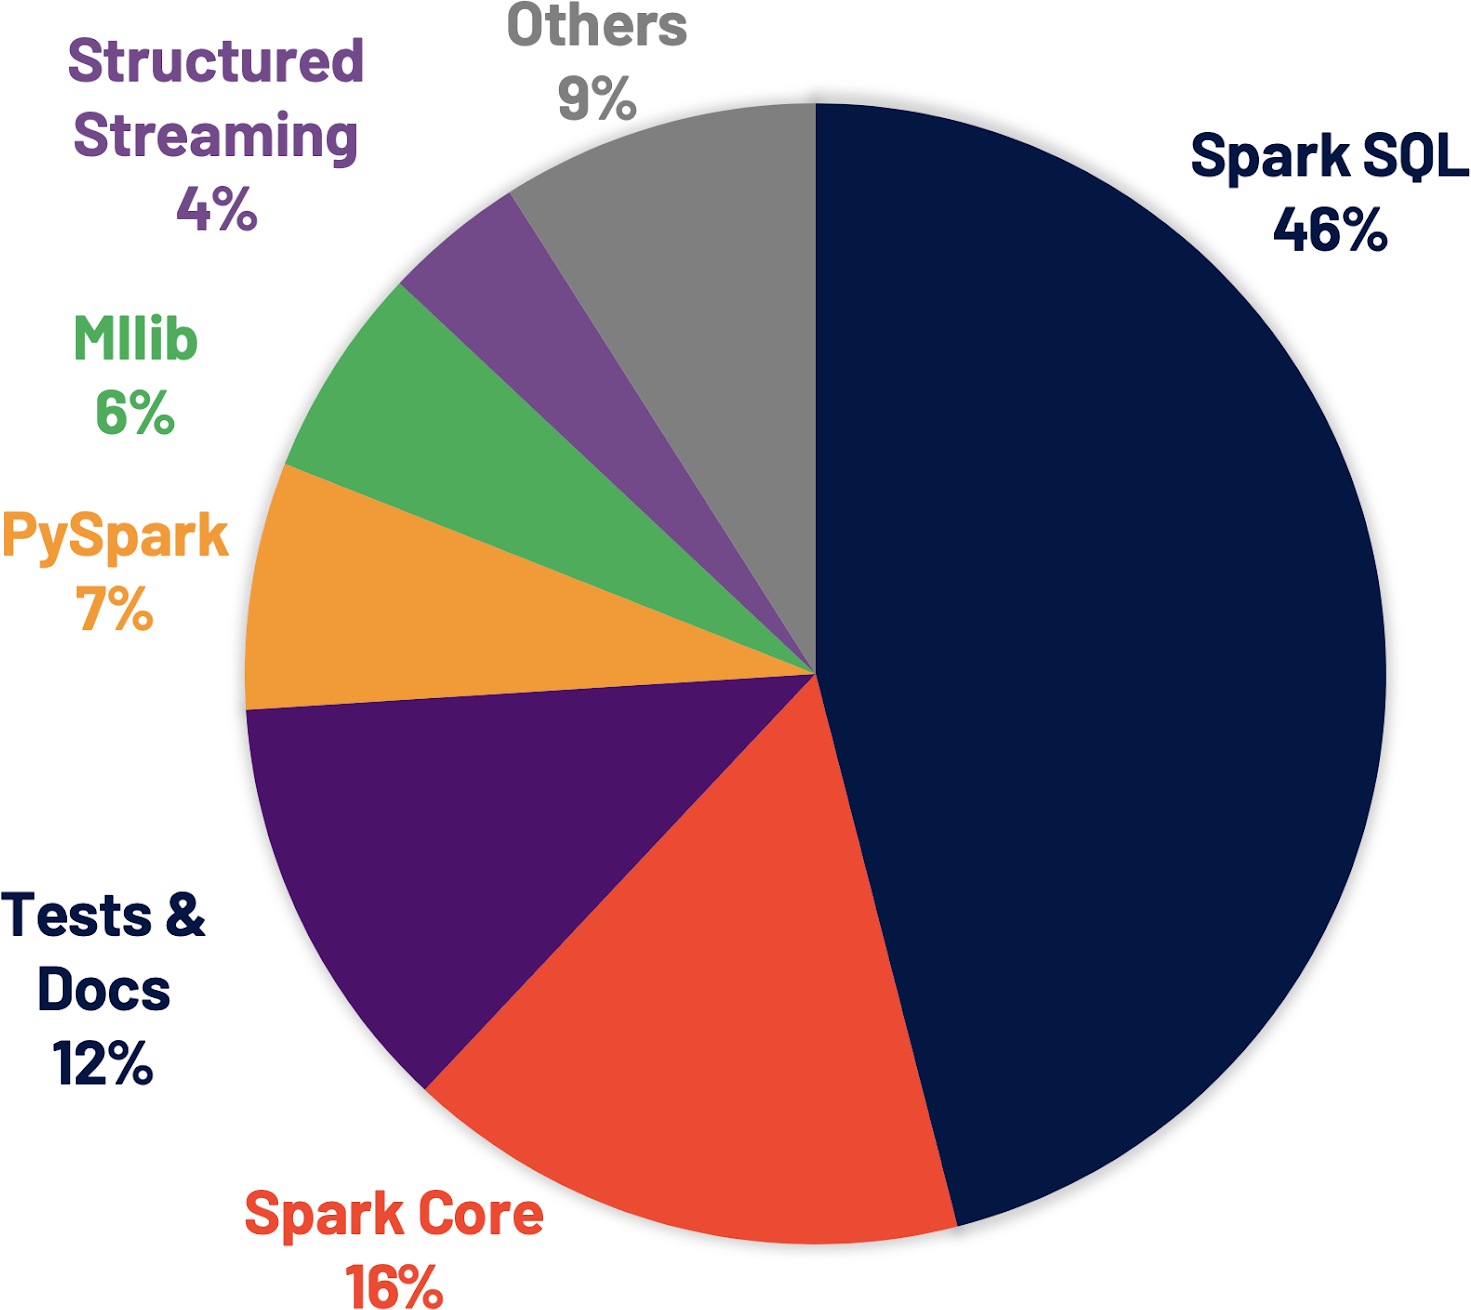 Others
9%
Structured
Streaming
4%
Spark SQL
46%
Mllib
6%
PySpark
7%
Tests &
Docs
12%
Spark Core
16%